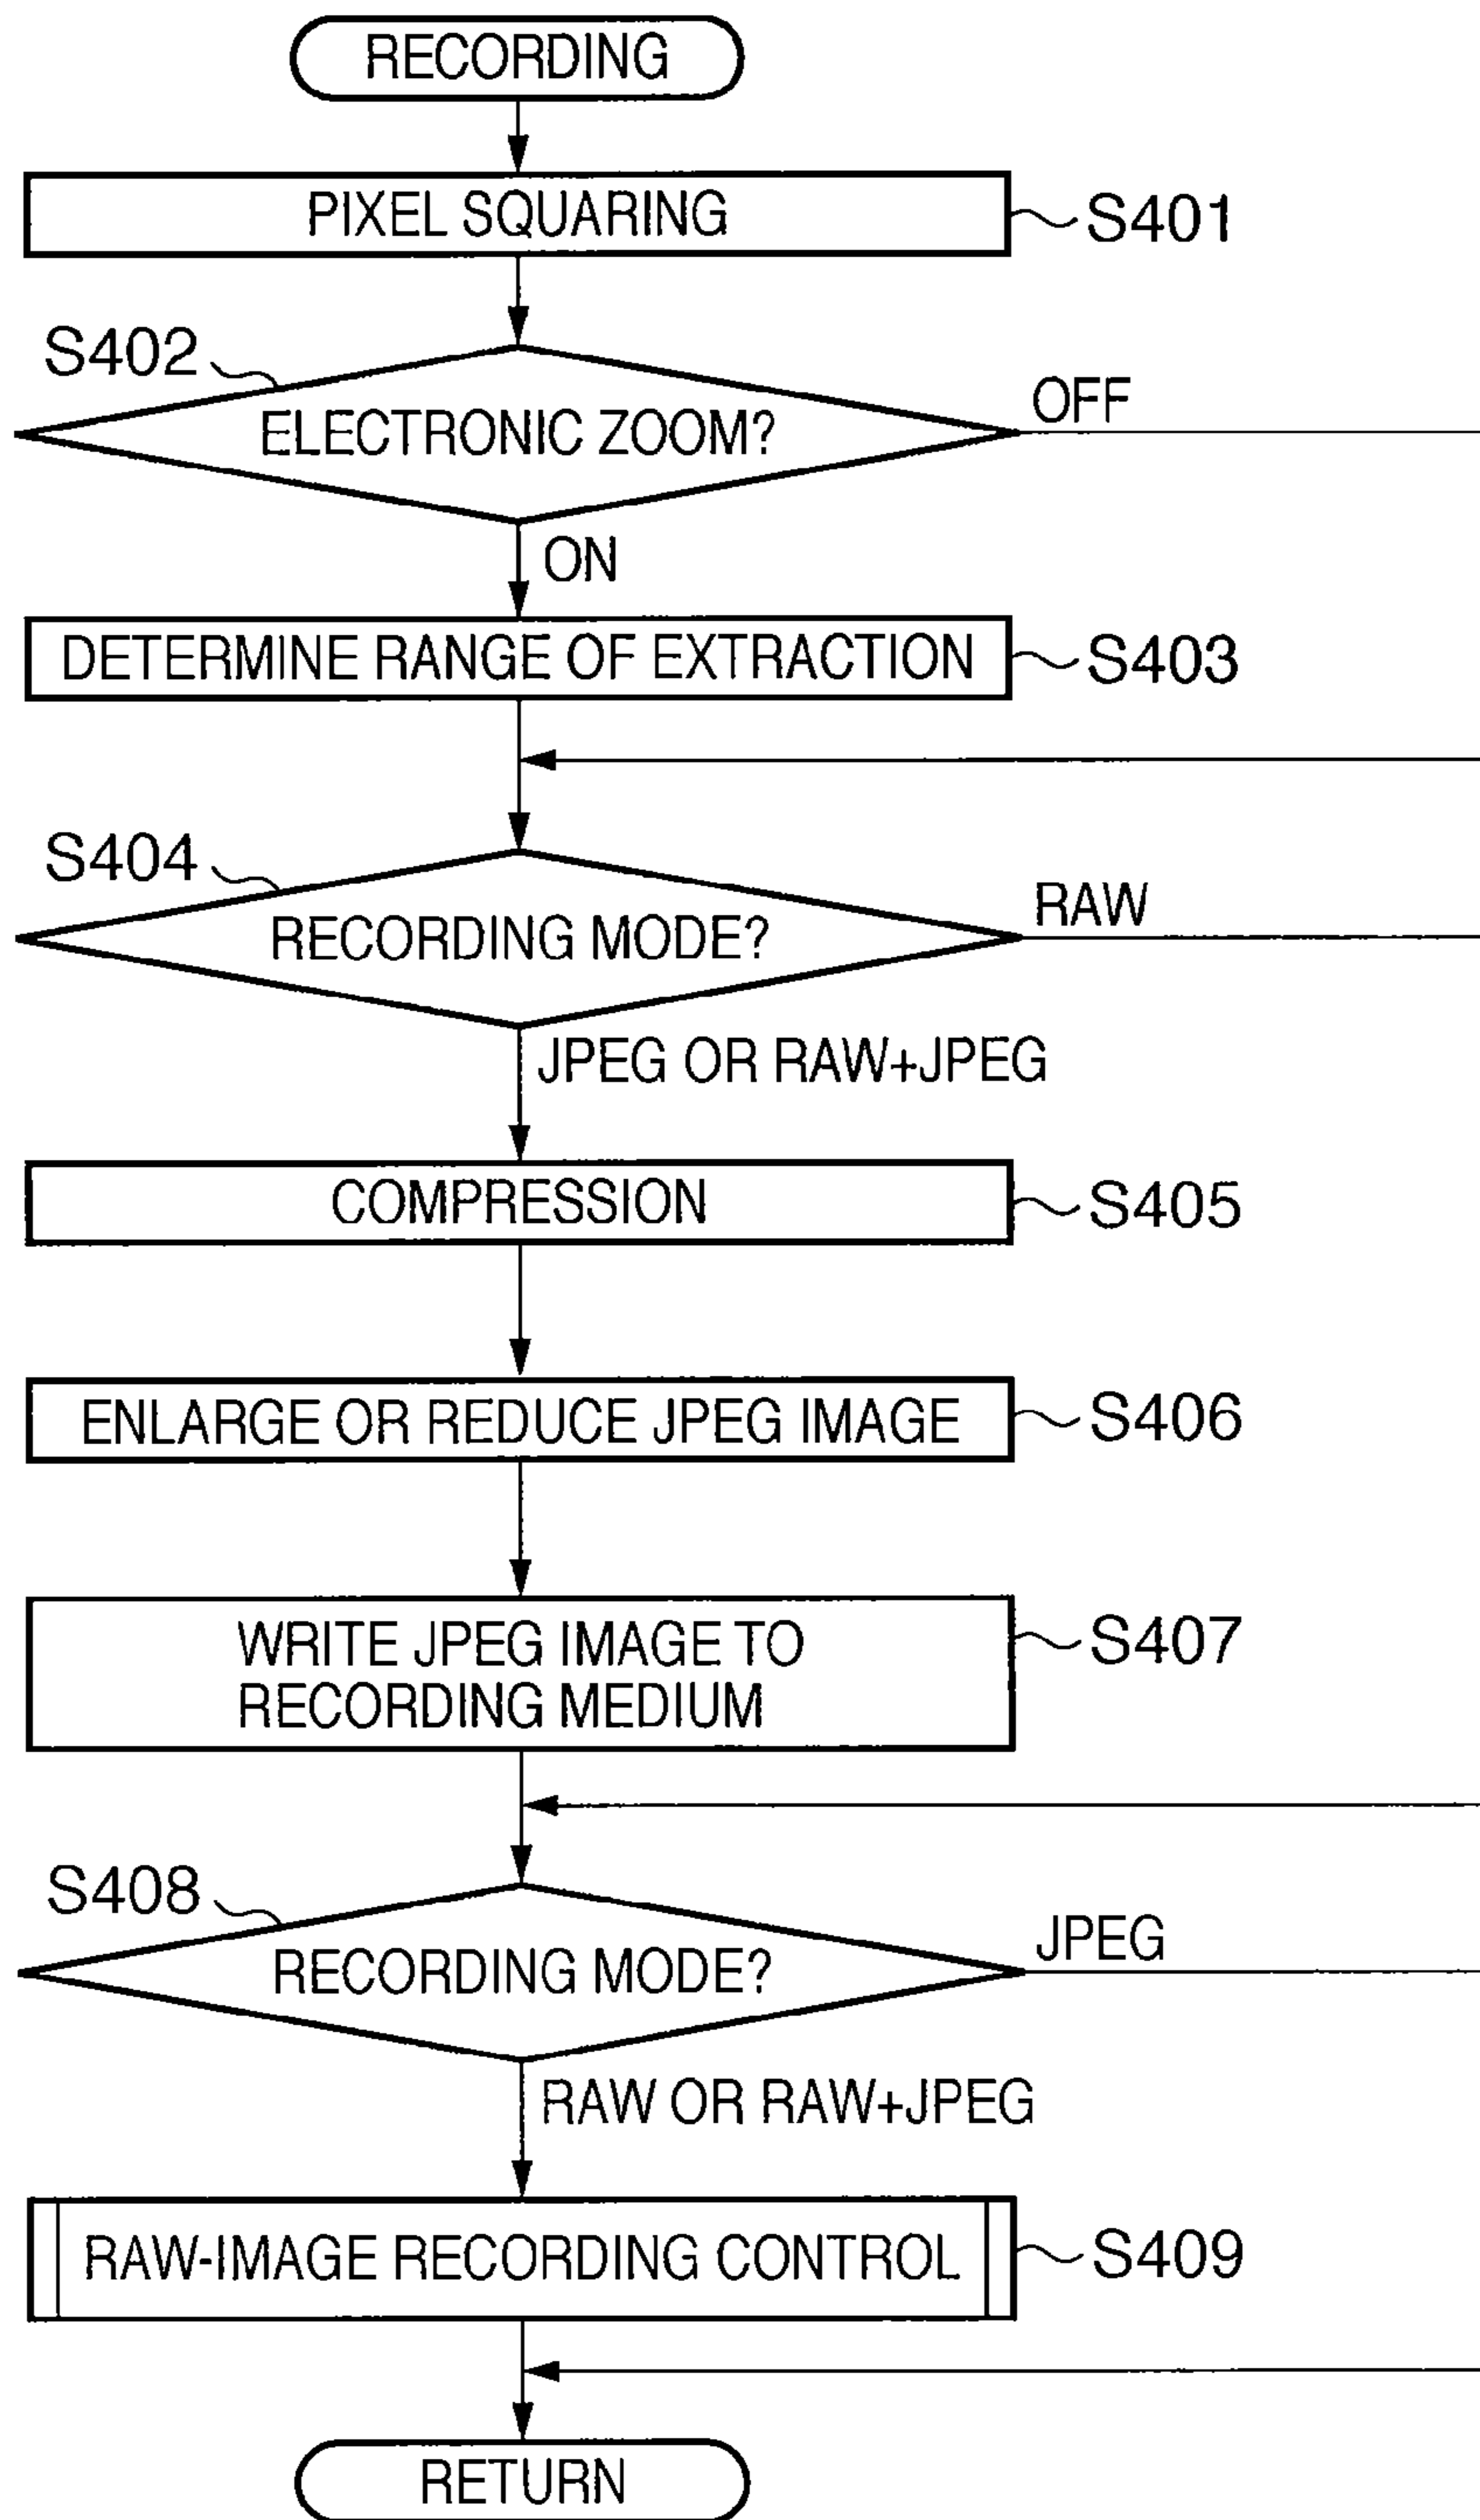 RECORDING
PIXEL SQUARING
S401
S402
ELECTRONIC ZOOM?
OFF
ON
DETERMINE RANGE OF EXTRACTION
S403
S404
RECORDING MODE?
RAW
JPEG OR RAW+JPEG
COMPRESSION
S405
ENLARGE OR REDUCE JPEG IMAGE
S406
WRITE JPEG IMAGE TO
RECORDING MEDIUM
S407
S408
RECORDING MODE?
JPEG
RAW OR RAW+JPEG
RAW-IMAGE RECORDING CONTROL
S409
RETURN